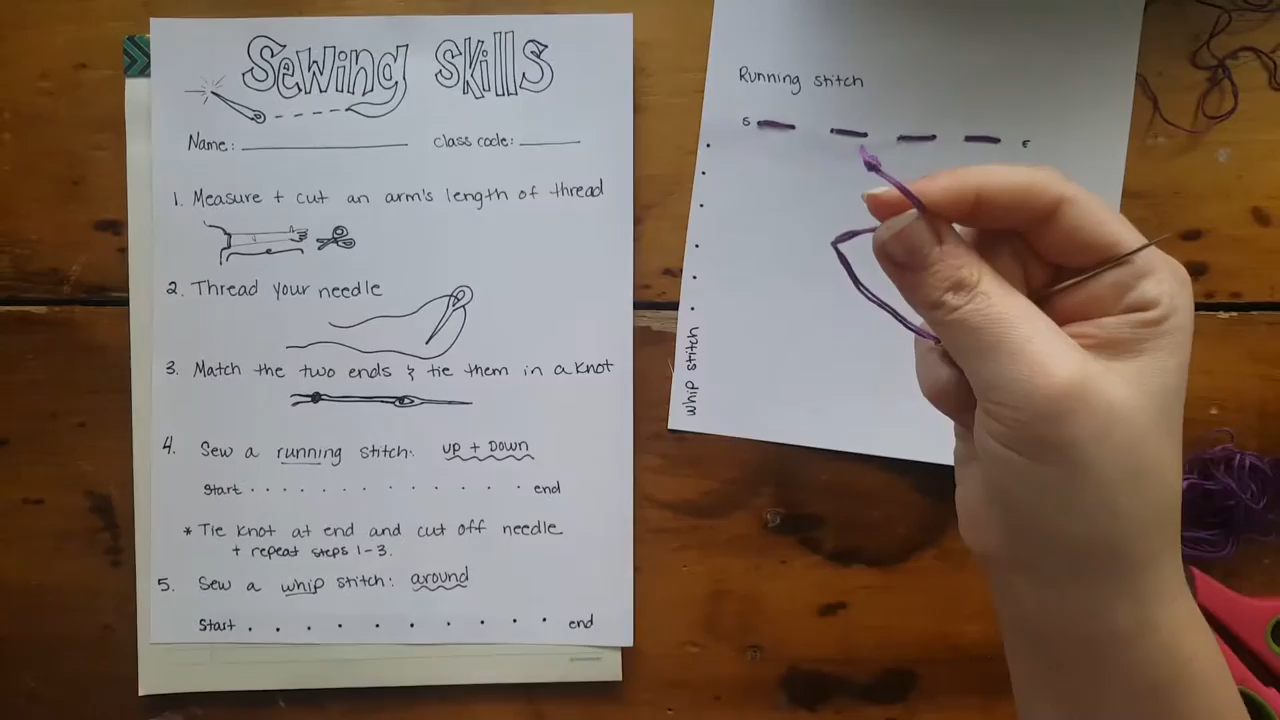 Sewing Skills
Name: Class code:
1. Measure + cut an arm's length of thread
2. Thread your needle
3. Match the two ends & tie them in a knot
4. Sew a running stitch: UP + DOWN
Start end
* Tie knot at end and cut off needle
+ repeat steps 1-3.
5. Sew a whip stitch: around
Start end
Running stitch
S E
whip stitch